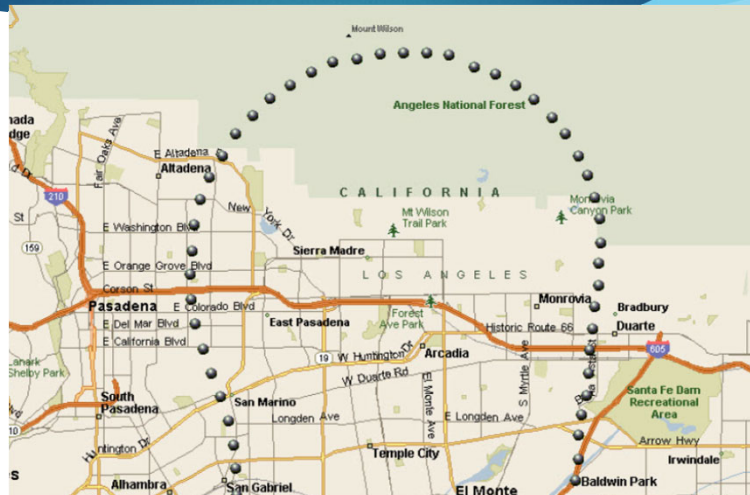 Mount Wilson
Angeles National Forest
nada
dge
Fair Oaks Ave
E Altadena
Altadena
210
CALIFORNIA
Monrovia
Canyon Park
St
New York Dr
Mt Wilson
Trail Park
E Washington Blvd
159
Sierra Madre
E Orange Grove Blvd
LOS ANGELES
Corson St
Pasadena
E Colorado Blvd
Monrovia
Bradbury
East Pasadena
Forest
Ave Park
Historic Route 66
Duarte
E Del Mar Blvd
E California Blvd
605
anark
Shelby Park
19
W Huntington Dr
Arcadia
W Duarte Rd
S Myrtle Ave
El Monte Ave
Santa Fe Dam
Recreational
Area
South
Pasadena
San Marino
Longden Ave
E Longden Ave
10
Huntington Dr
Arrow Hwy
Temple City
Irwindale
s
Alhambra
San Gabriel
El Monte
Baldwin Park